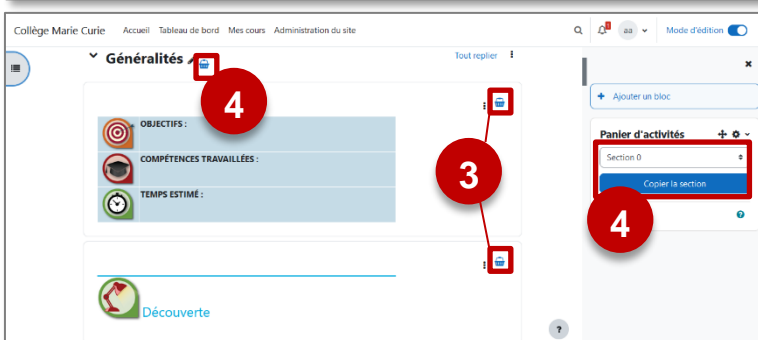 Collège Marie Curie Accueil Tableau de bord Mes cours Administration du site 1 aa Mode d'édition
Généralités Tout replier
4
3
OBJECTIFS :
COMPÉTENCES TRAVAILLÉES :
TEMPS ESTIMÉ :
Découverte
+ Ajouter un bloc
Panier d'activités
Section 0
Copier la section
4
?
?